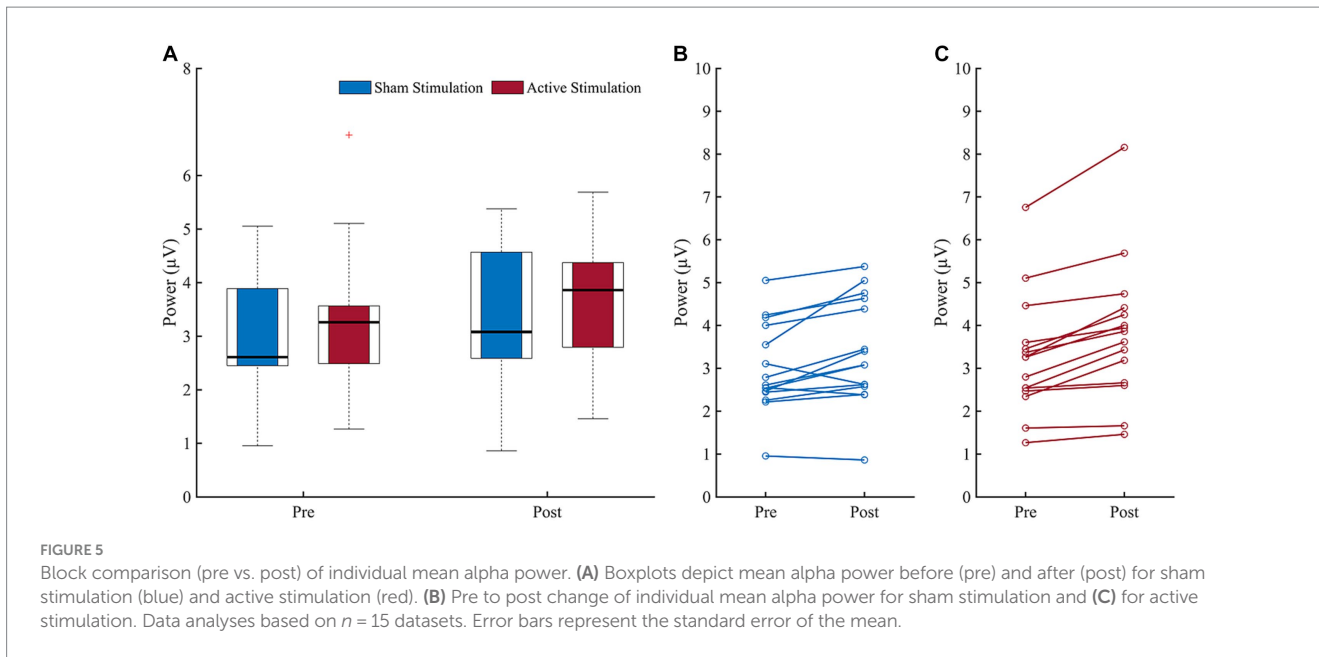 A
8
7
6
5
4
3
2
1
0
Power (µV)
Sham Stimulation
Active Stimulation
Pre
Post
B
10
9
8
7
6
5
4
3
2
1
0
Power (µV)
Pre
Post
C
10
9
8
7
6
5
4
3
2
1
0
Power (µV)
Pre
Post
FIGURE 5
Block comparison (pre vs. post) of individual mean alpha power. (A) Boxplots depict mean alpha power before (pre) and after (post) for sham
stimulation (blue) and active stimulation (red). (B) Pre to post change of individual mean alpha power for sham stimulation and (C) for active
stimulation. Data analyses based on n = 15 datasets. Error bars represent the standard error of the mean.